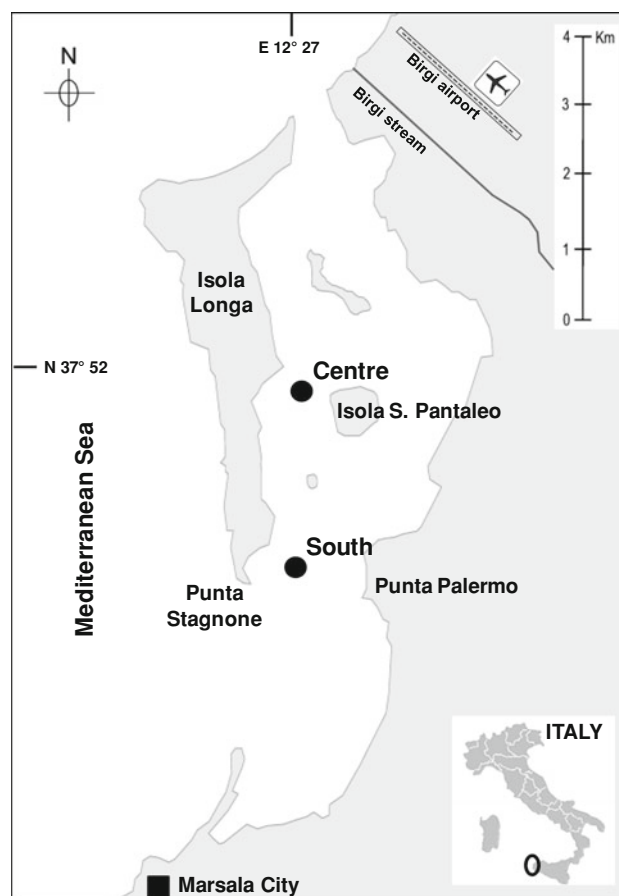 E 12° 27
N
4 Km
Birgi airport
Birgi stream
3
2
1
0
Isola
Longa
N 37° 52
Centre
Isola S. Pantaleo
Mediterranean Sea
South
Punta
Stagnone
Punta Palermo
ITALY
Marsala City